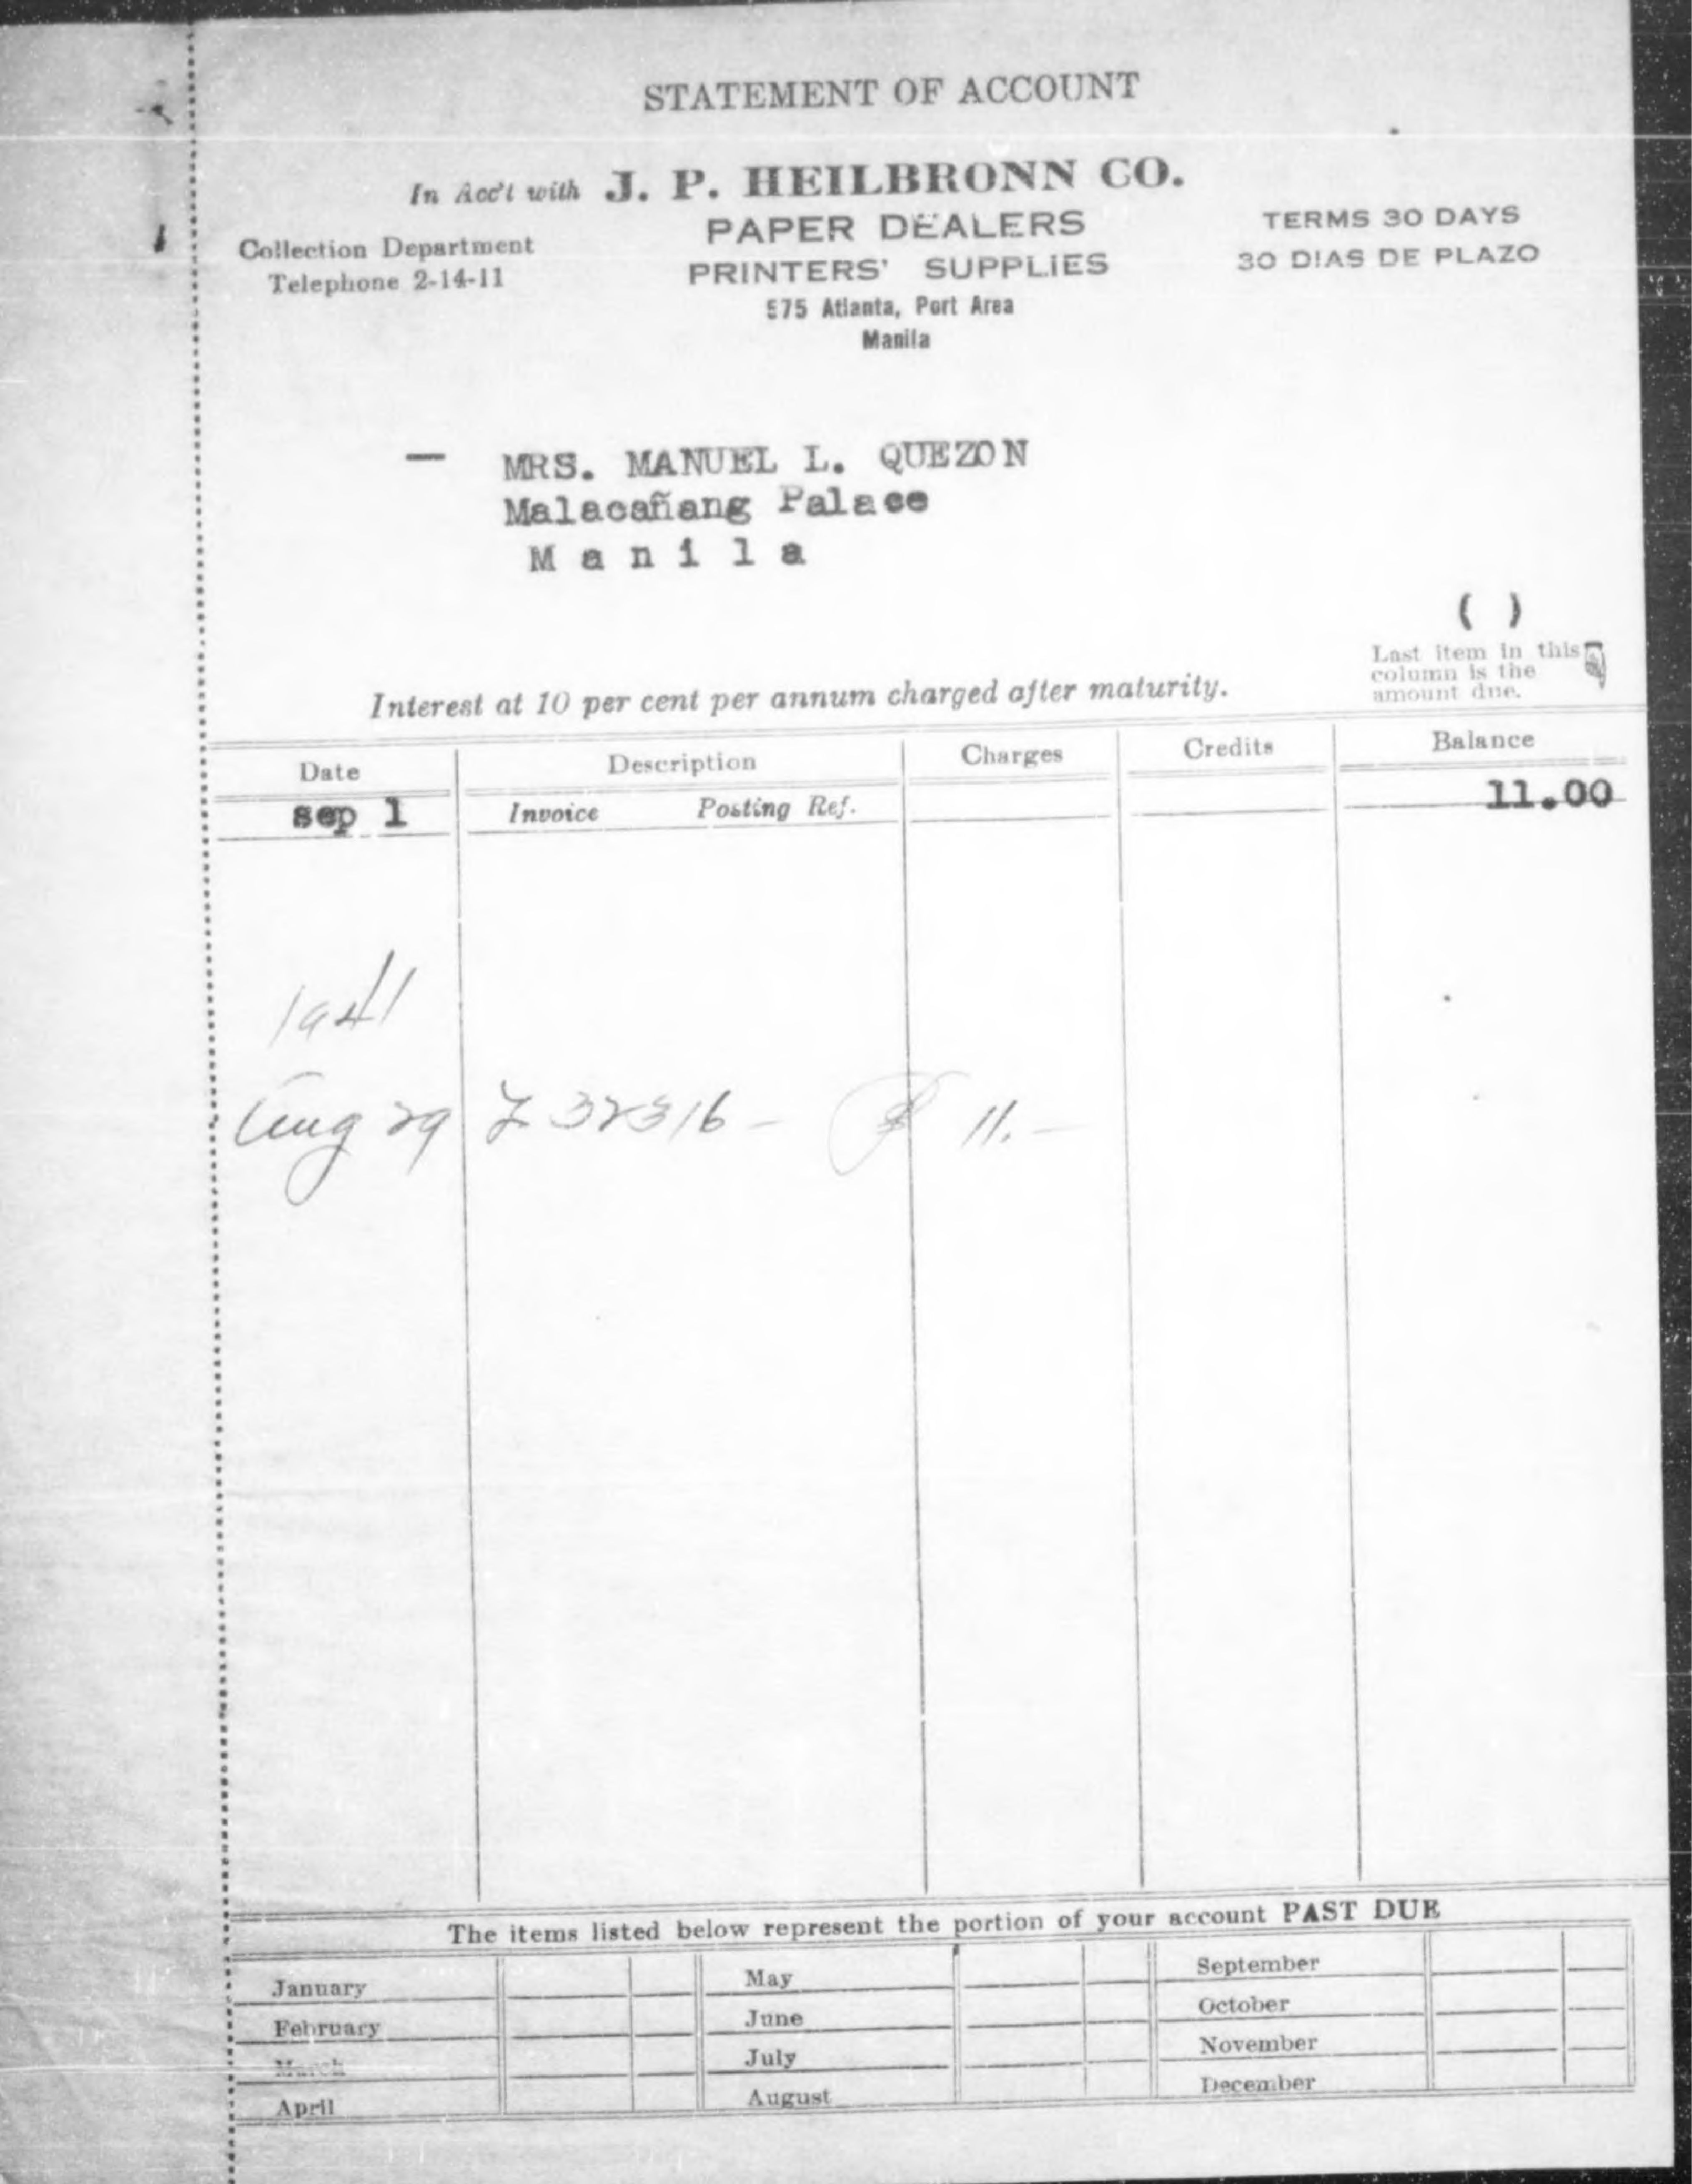 STATEMENT OF ACCOUNT
In Acc't with J. P. HEILBRONN CO.
PAPER DEALERS
PRINTERS' SUPPLIES
575 Atlanta, Port Area
Manila
Collection Department
Telephone 2-14-11
TERMS 30 DAYS
30 DIAS DE PLAZO
— MRS. MANUEL L. QUEZON
Malacañang Palace
Manila
( )
Last item in this
column is the
amount due.
Interest at 10 per cent per annum charged after maturity.
Date Description Charges Credits Balance
sep 1 Invoice Posting Ref. 11.00
1941
Aug 29 32316 — 11. —
The items listed below represent the portion of your account PAST DUE
January May September
February June October
March July November
April August December